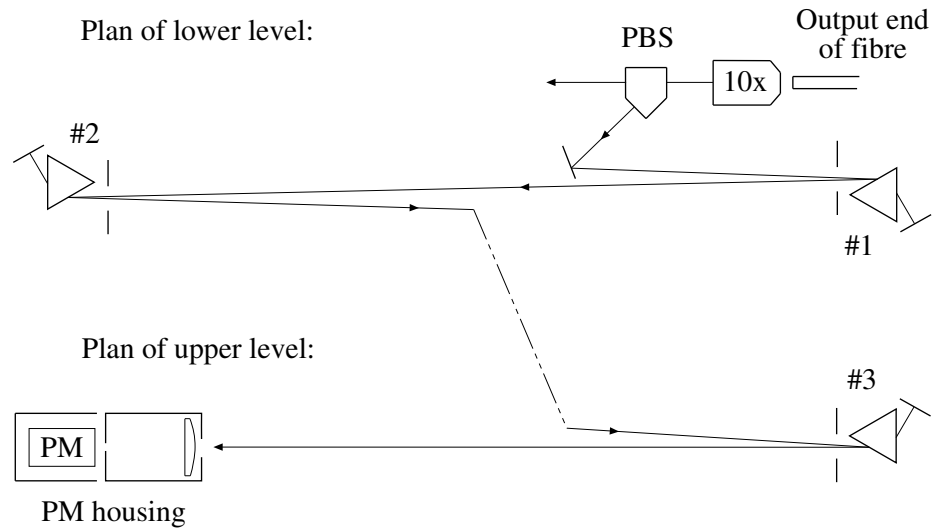 Plan of lower level:
Output end
of fibre
PBS
10x
#2
#1
Plan of upper level:
#3
PM
PM housing